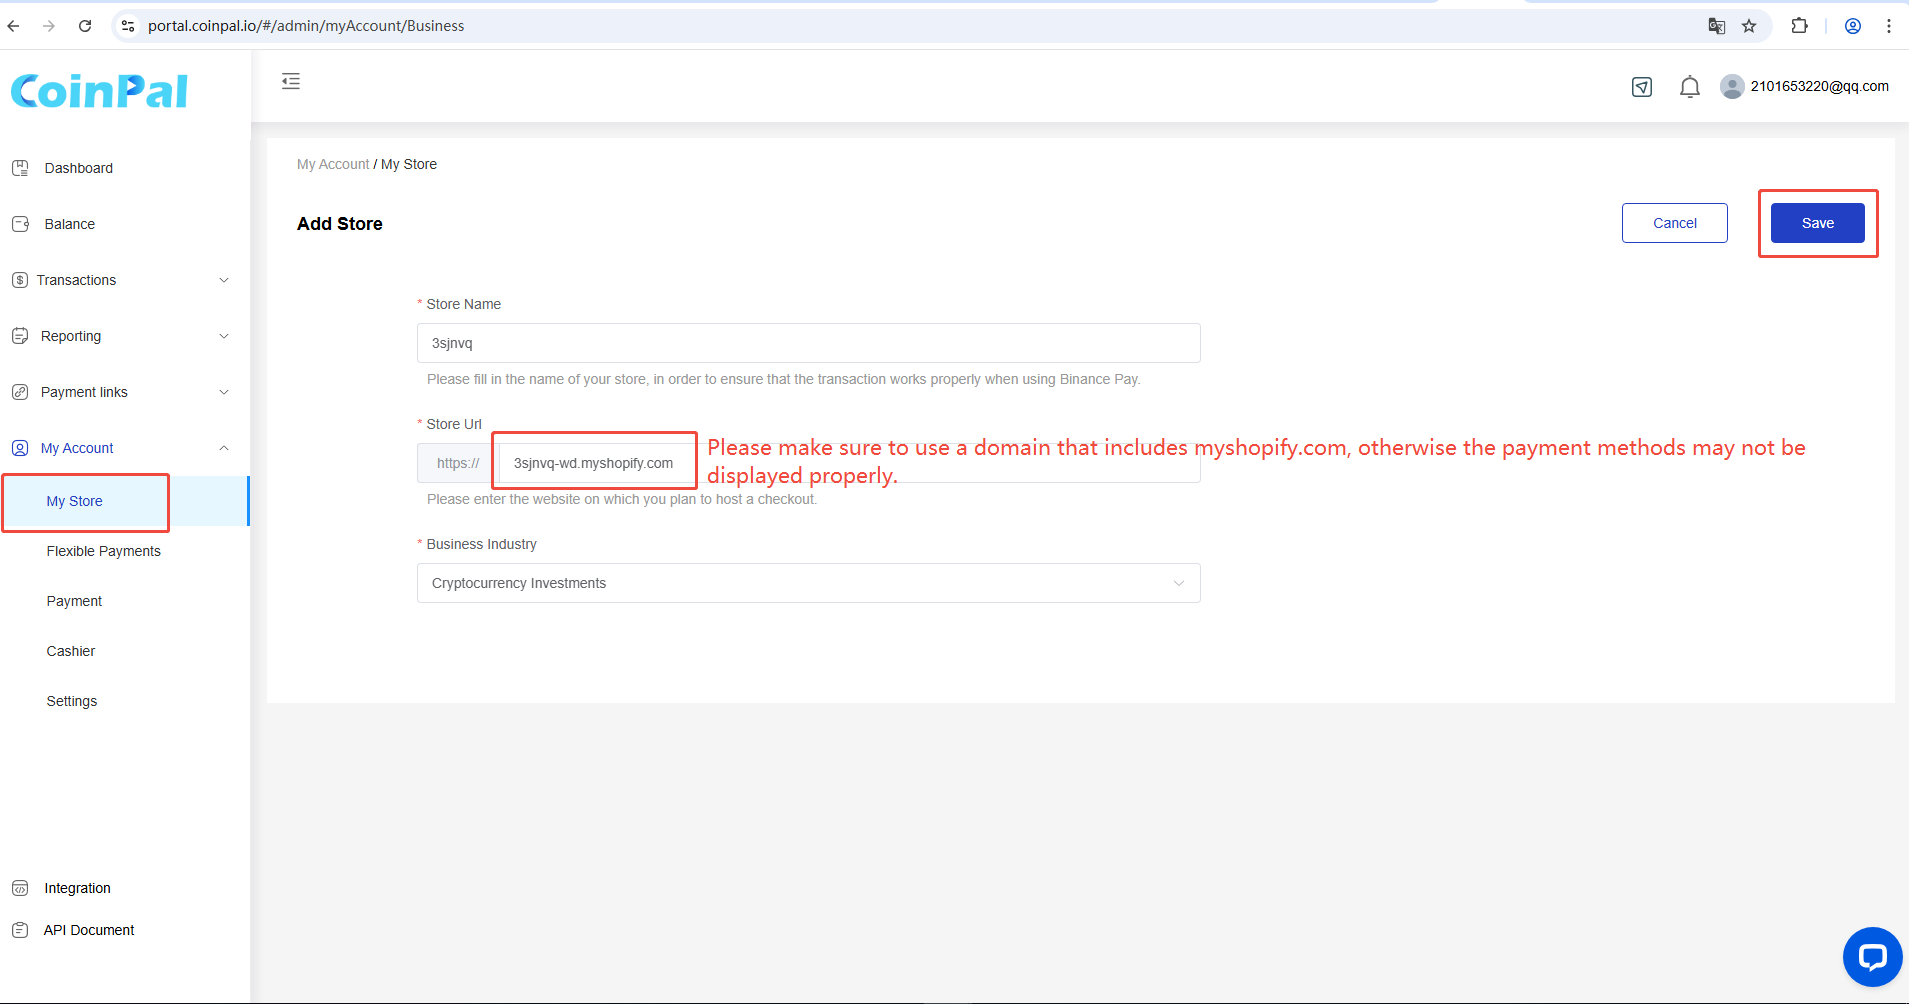 portal.coinpal.io/#/admin/myAccount/Business
CoinPal
2101653220@qq.com
Dashboard
Balance
Transactions
Reporting
Payment links
My Account
My Store
Flexible Payments
Payment
Cashier
Settings
Integration
API Document
My Account / My Store
Add Store
Cancel
Save
* Store Name
3sjnvq
Please fill in the name of your store, in order to ensure that the transaction works properly when using Binance Pay.
* Store Url
https://
3sjnvq-wd.myshopify.com
Please make sure to use a domain that includes myshopify.com, otherwise the payment methods may not be
displayed properly.
Please enter the website on which you plan to host a checkout.
* Business Industry
Cryptocurrency Investments